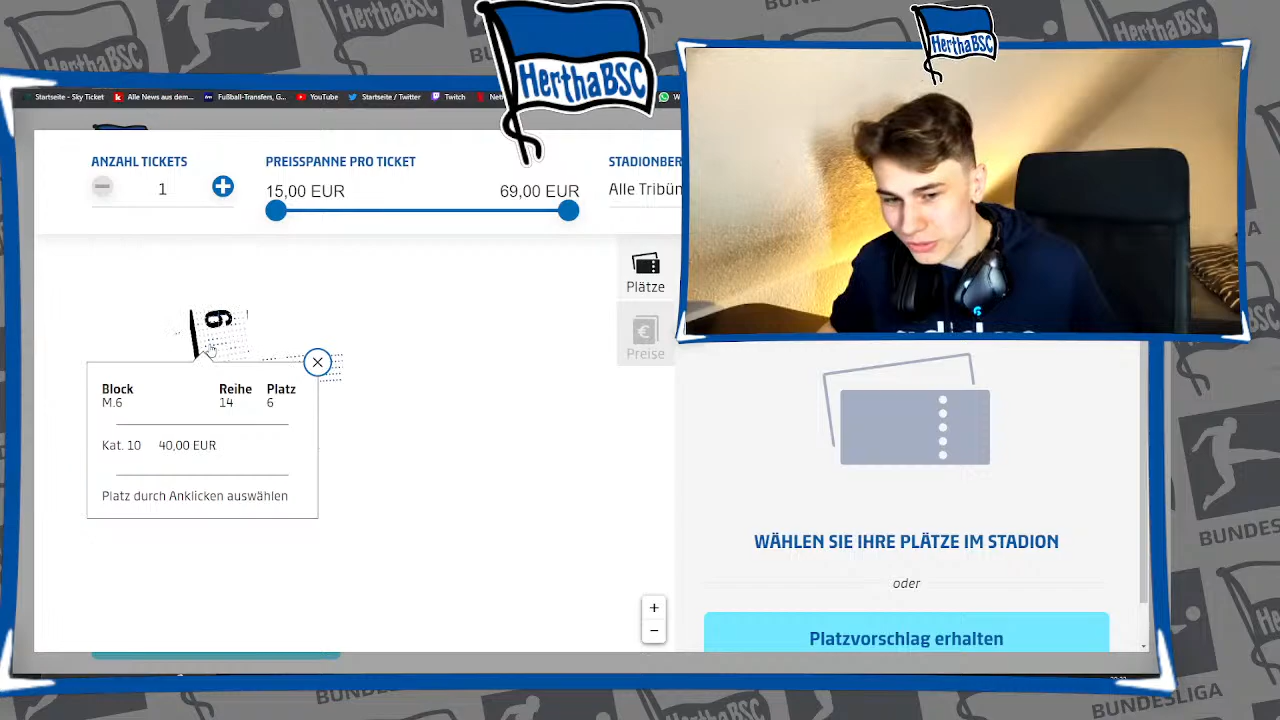 HerthaBSC
HerthaBSC
Startseite - Sky Ticket
Alle News aus dem...
Fußball-Transfers, G...
YouTube
Startseite / Twitter
Twitch
ANZAHL TICKETS
PREISSPANNE PRO TICKET
1
15,00 EUR
69,00 EUR
Alle
Plätze
Preise
6
Block
Reihe
Platz
M.6
14
6
Kat. 10
40,00 EUR
Platz durch Anklicken auswählen
+
−
WÄHLEN SIE IHRE PLÄTZE IM STADION
oder
Platzvorschlag erhalten
BUNDESLIGA
BUNDESLIGA